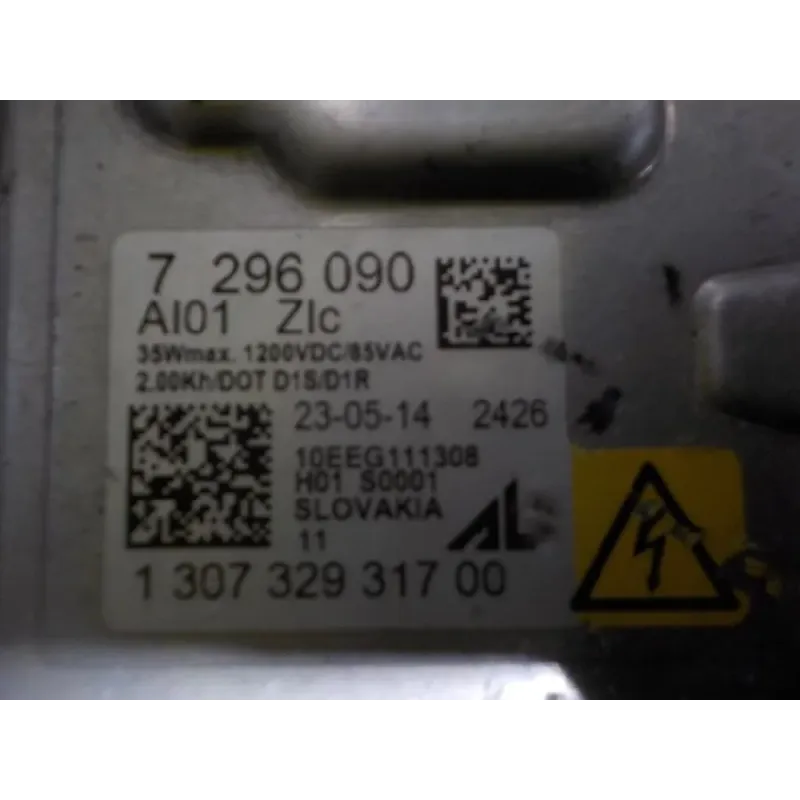 7 296 090
AI01 ZIc
35Wmax. 1200VDC/85VAC
2.00Kh/DOT D1S/D1R
23-05-14 2426
10EEG111308
H01 S0001
SLOVAKIA
11
AL
1 307 329 317 00